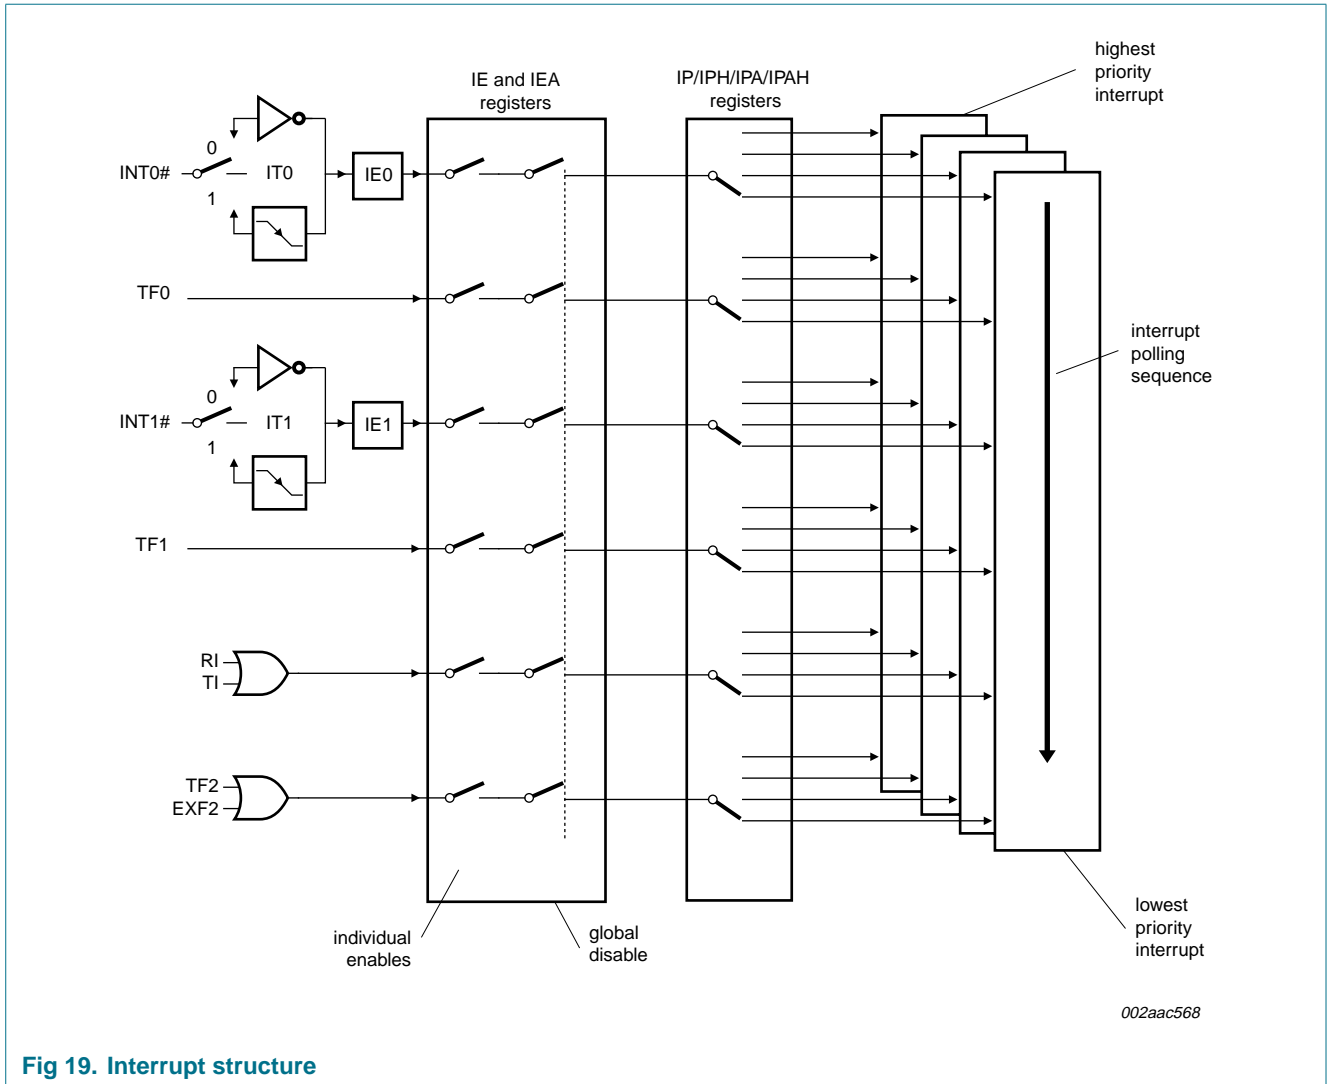 highest
priority
interrupt
IE and IEA
registers
IP/IPH/IPA/IPAH
registers
0
INT0#
IT0
IE0
1
TF0
interrupt
polling
sequence
0
INT1#
IT1
IE1
1
TF1
RI
TI
TF2
EXF2
individual
enables
global
disable
lowest
priority
interrupt
002aac568
Fig 19. Interrupt structure